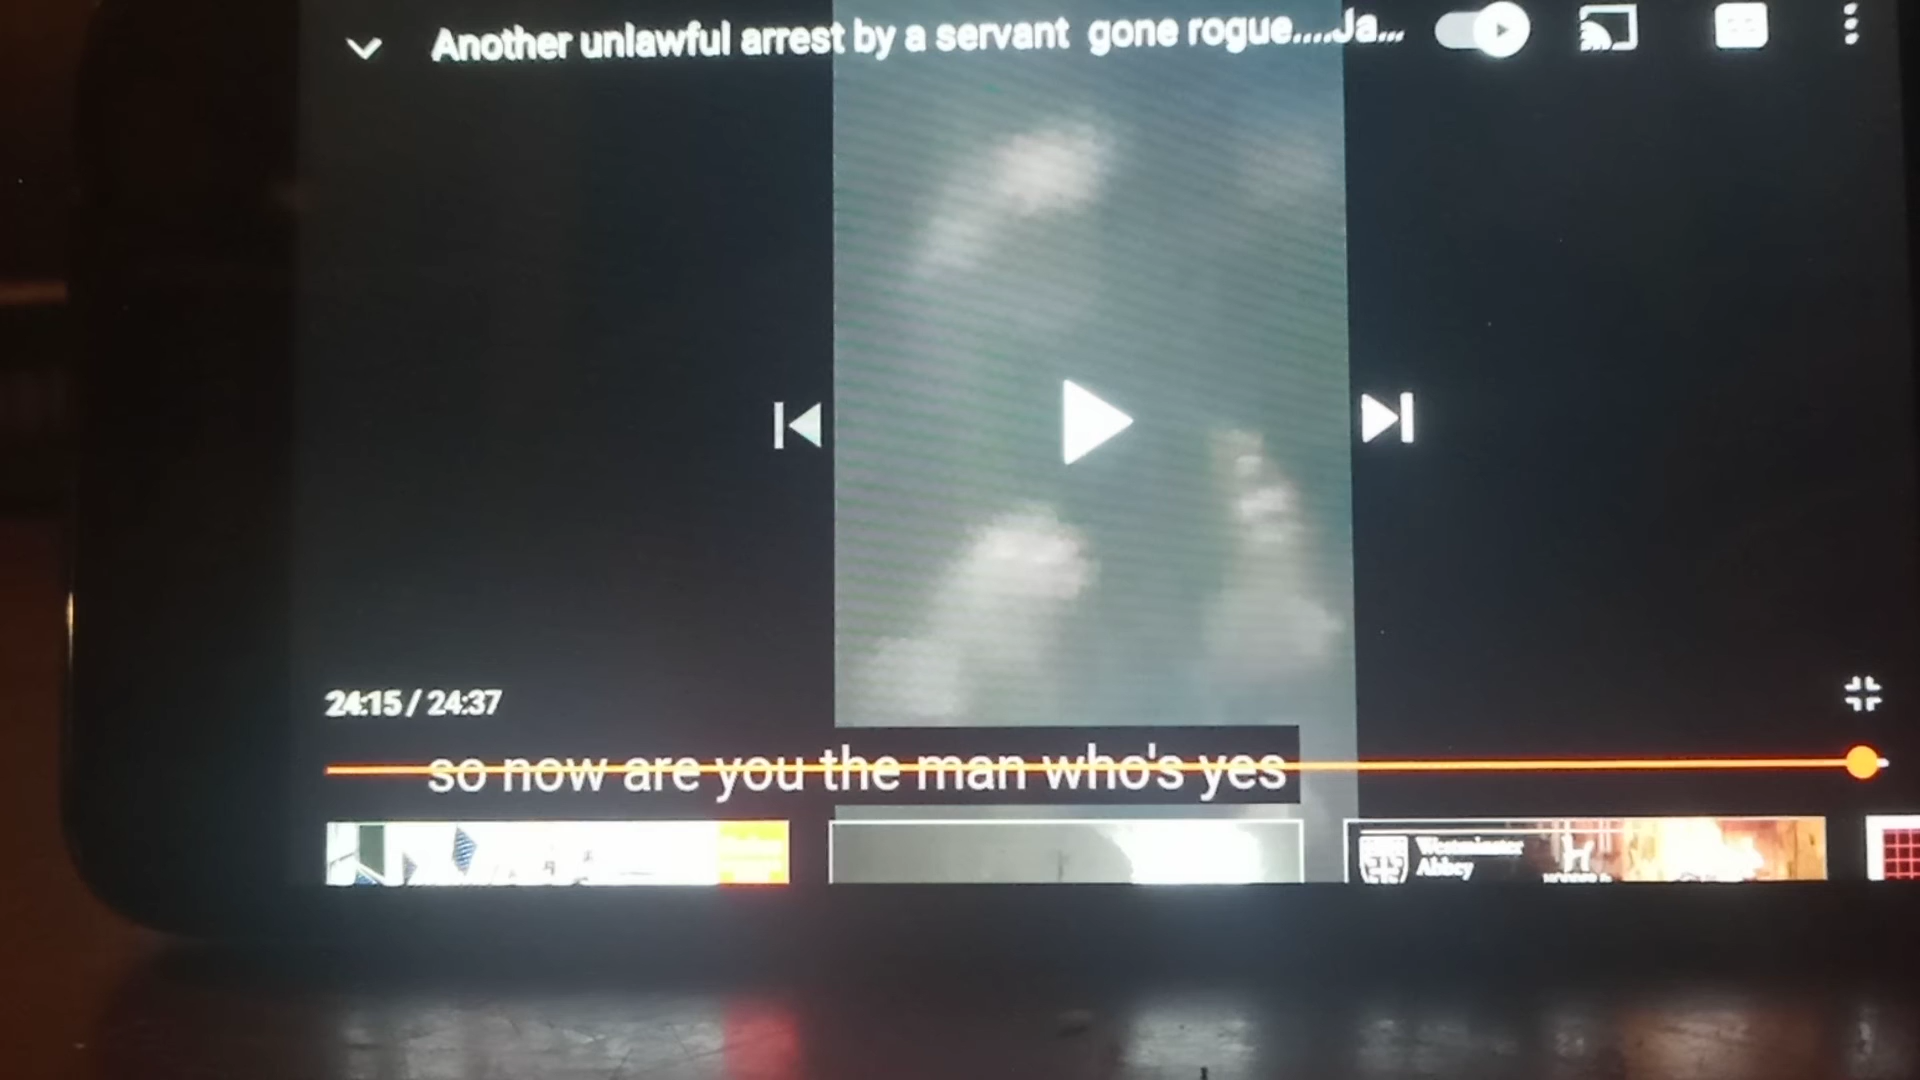 Another unlawful arrest by a servant gone rogue....Ja...
24:15 / 24:37
so now are you the man who's yes
Westminster
Abbey